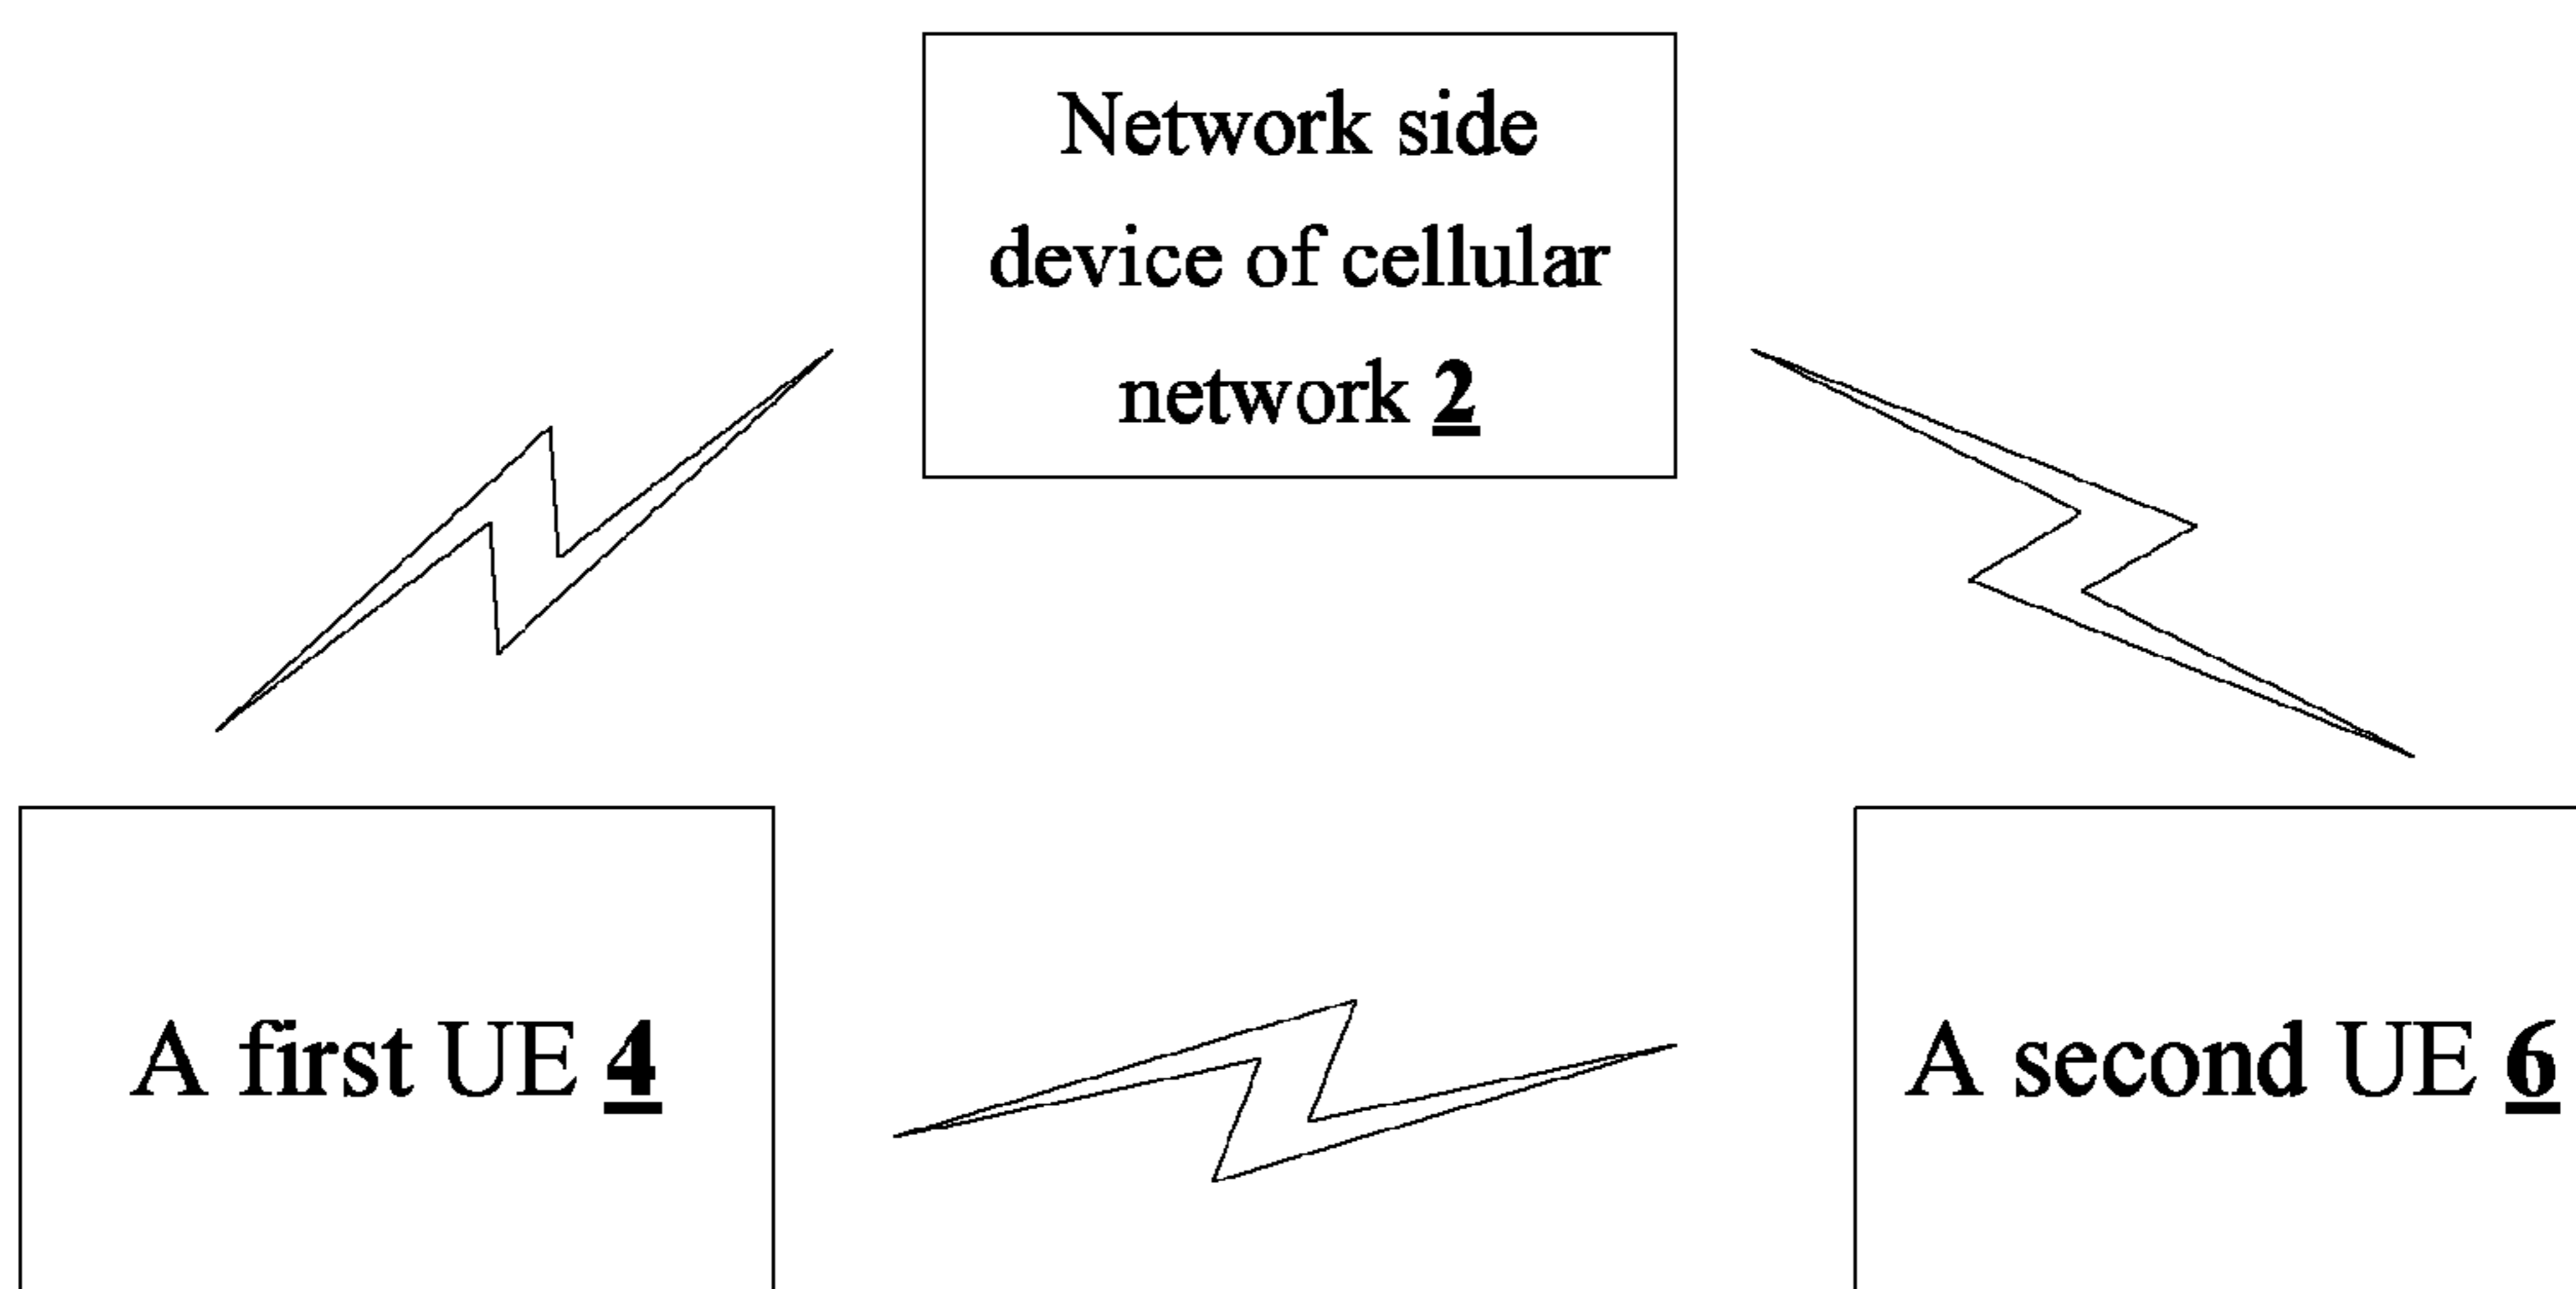 Network side
device of cellular
network 2
A first UE 4
A second UE 6